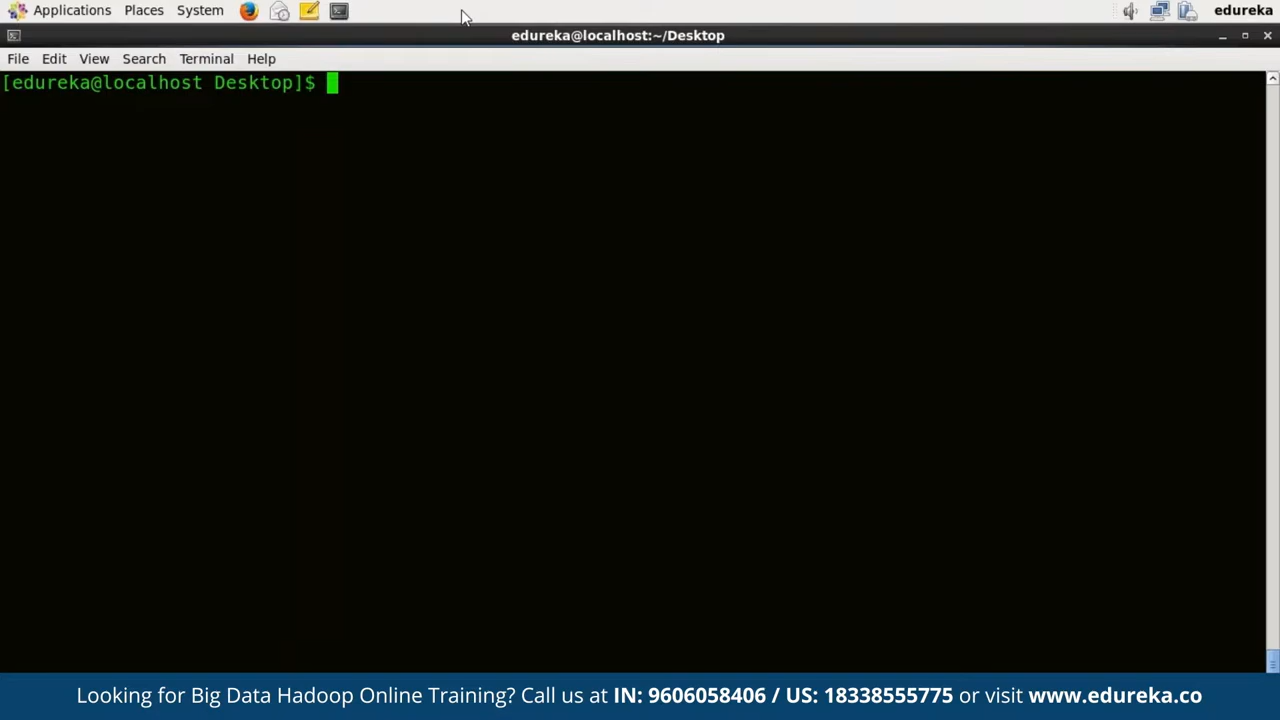 Applications Places System edureka
edureka@localhost:~/Desktop
File Edit View Search Terminal Help
[edureka@localhost Desktop]$
Looking for Big Data Hadoop Online Training? Call us at IN: 9606058406 / US: 18338555775 or visit www.edureka.co